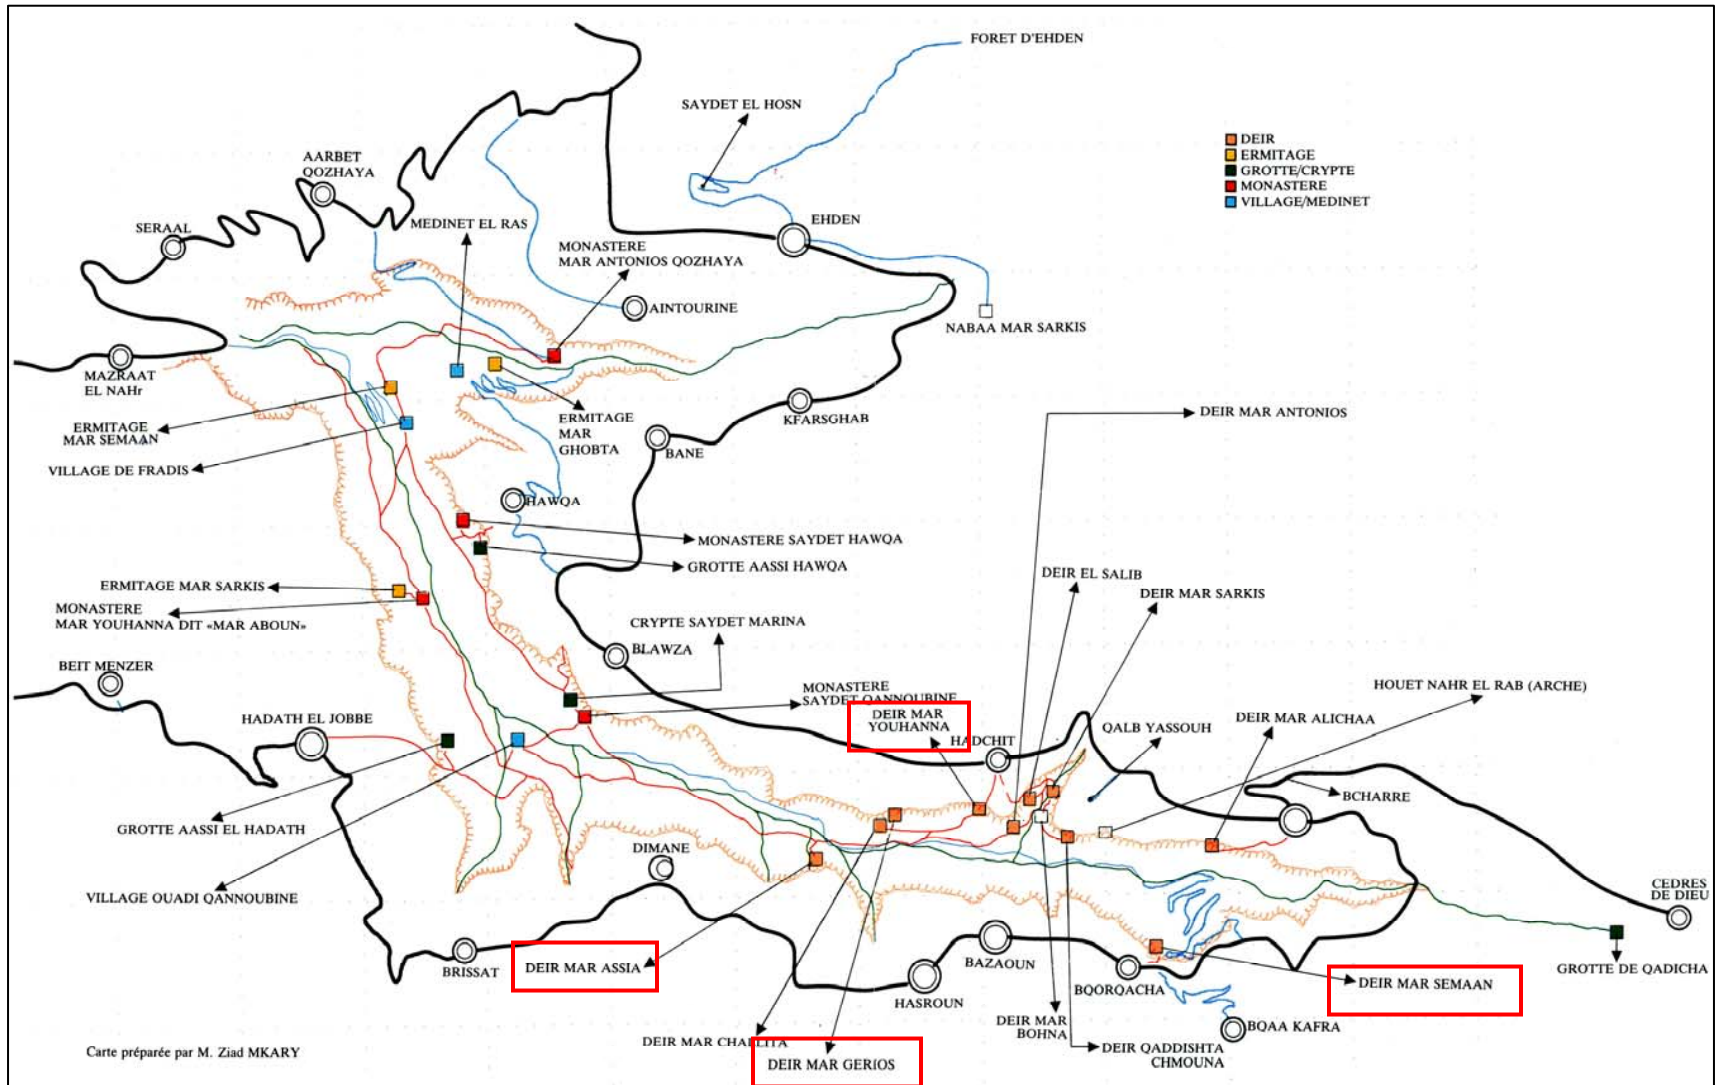 FORET D'EHDEN
SAYDET EL HOSN
DEIR
ERMITAGE
GROTTE/CRYPTE
MONASTERE
VILLAGE/MEDINET
AARBET
QOZHAYA
SERAAL
MEDINET EL RAS
EHDEN
MONASTERE
MAR ANTONIOS QOZHAYA
AINTOURINE
NABAA MAR SARKIS
MAZRAAT
EL NAHr
ERMITAGE
MAR SEMAAN
ERMITAGE
MAR
GHOBTA
KFARSGHAB
DEIR MAR ANTONIOS
BANE
VILLAGE DE FRADIS
HAWQA
MONASTERE SAYDET HAWQA
GROTTE AASSI HAWQA
DEIR EL SALIB
DEIR MAR SARKIS
ERMITAGE MAR SARKIS
MONASTERE
MAR YOUHANNA DIT «MAR ABOUN»
CRYPTE SAYDET MARINA
BLAWZA
BEIT MENZER
MONASTERE
SAYDET QANNOUBINE
HOUET NAHR EL RAB (ARCHE)
HADATH EL JOBBE
DEIR MAR
YOUHANNA
DEIR MAR ALICHAA
QALB YASSOUH
HADCHIT
BCHARRE
GROTTE AASSI EL HADATH
DIMANE
VILLAGE OUADI QANNOUBINE
CEDRES
DE DIEU
BRISSAT
DEIR MAR ASSIA
BAZAOUN
GROTTE DE QADICHA
HASROUN
BQORQACHA
DEIR MAR SEMAAN
DEIR MAR
BOHNA
BQAA KAFRA
DEIR MAR CHALLITA
DEIR QADDISHTA
CHMOUNA
Carte préparée par M. Ziad MKARY
DEIR MAR GERIOS